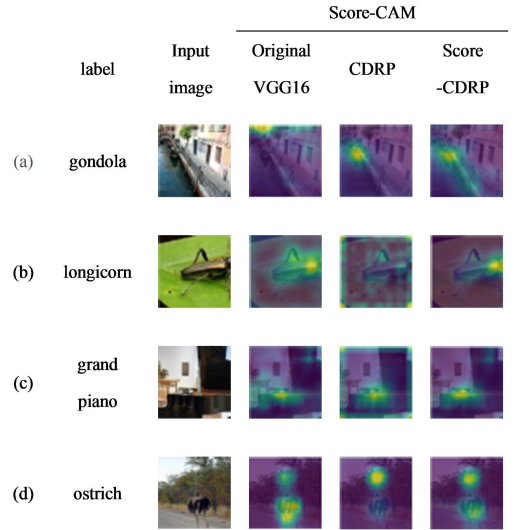 Score-CAM
label
Input
image
Original
VGG16
CDRP
Score
-CDRP
(a) gondola
(b) longicorn
(c) grand
piano
(d) ostrich